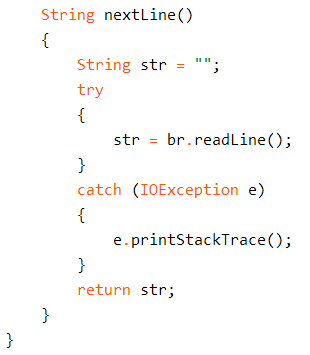 String nextLine()
    {
        String str = "";
        try
        {
            str = br.readLine();
        }
        catch (IOException e)
        {
            e.printStackTrace();
        }
        return str;
    }
}